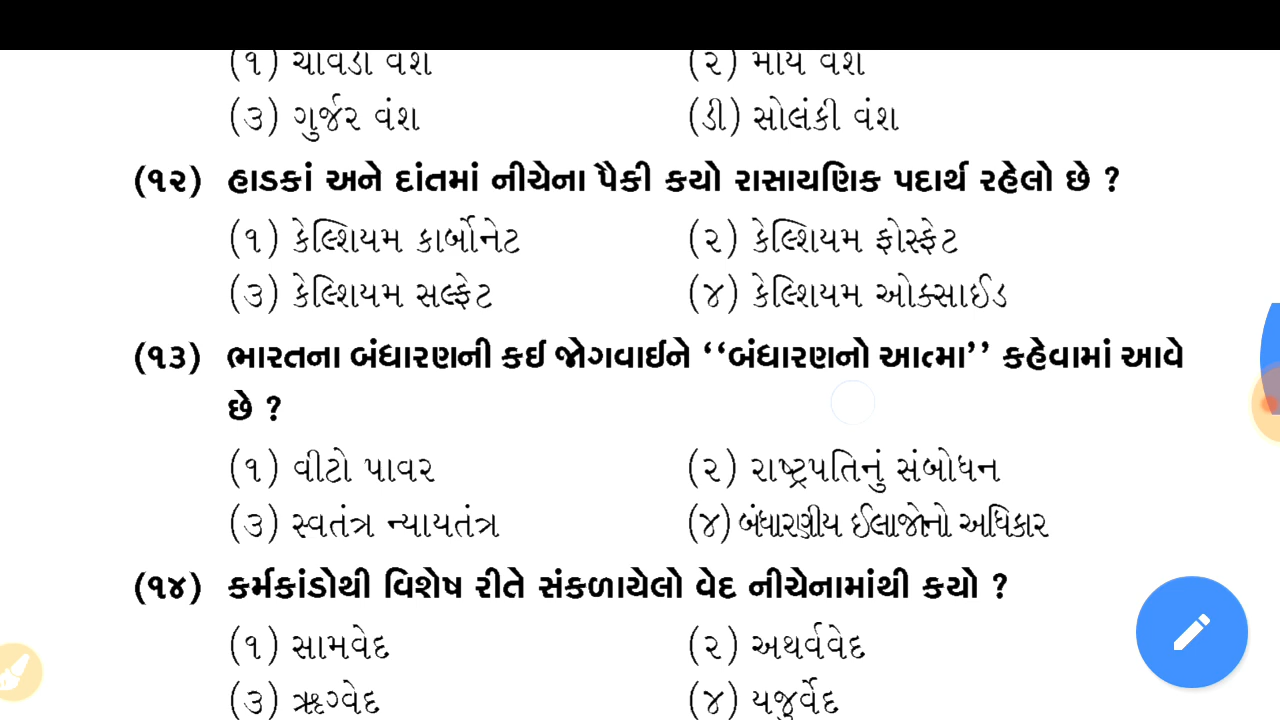 (૧) ચાવડા વંશ (૨) મૌર્ય વંશ
(૩) ગુર્જર વંશ (ડી) સોલંકી વંશ
(૧૨) હાડકાં અને દાંતમાં નીચેના પૈકી કયો રાસાયણિક પદાર્થ રહેલો છે ?
(૧) કેલ્શિયમ કાર્બોનેટ (૨) કેલ્શિયમ ફોસ્ફેટ
(૩) કેલ્શિયમ સલ્ફેટ (૪) કેલ્શિયમ ઓક્સાઈડ
(૧૩) ભારતના બંધારણની કઈ જોગવાઈને ‘‘બંધારણનો આત્મા’’ કહેવામાં આવે
છે ?
(૧) વીટો પાવર (૨) રાષ્ટ્રપતિનું સંબોધન
(૩) સ્વતંત્ર ન્યાયતંત્ર (૪) બંધારણીય ઈલાજોનો અધિકાર
(૧૪) કર્મકાંડોથી વિશેષ રીતે સંકળાયેલો વેદ નીચેનામાંથી કયો ?
(૧) સામવેદ (૨) અથર્વવેદ
(૩) ઋગ્વેદ (૪) યજુર્વેદ